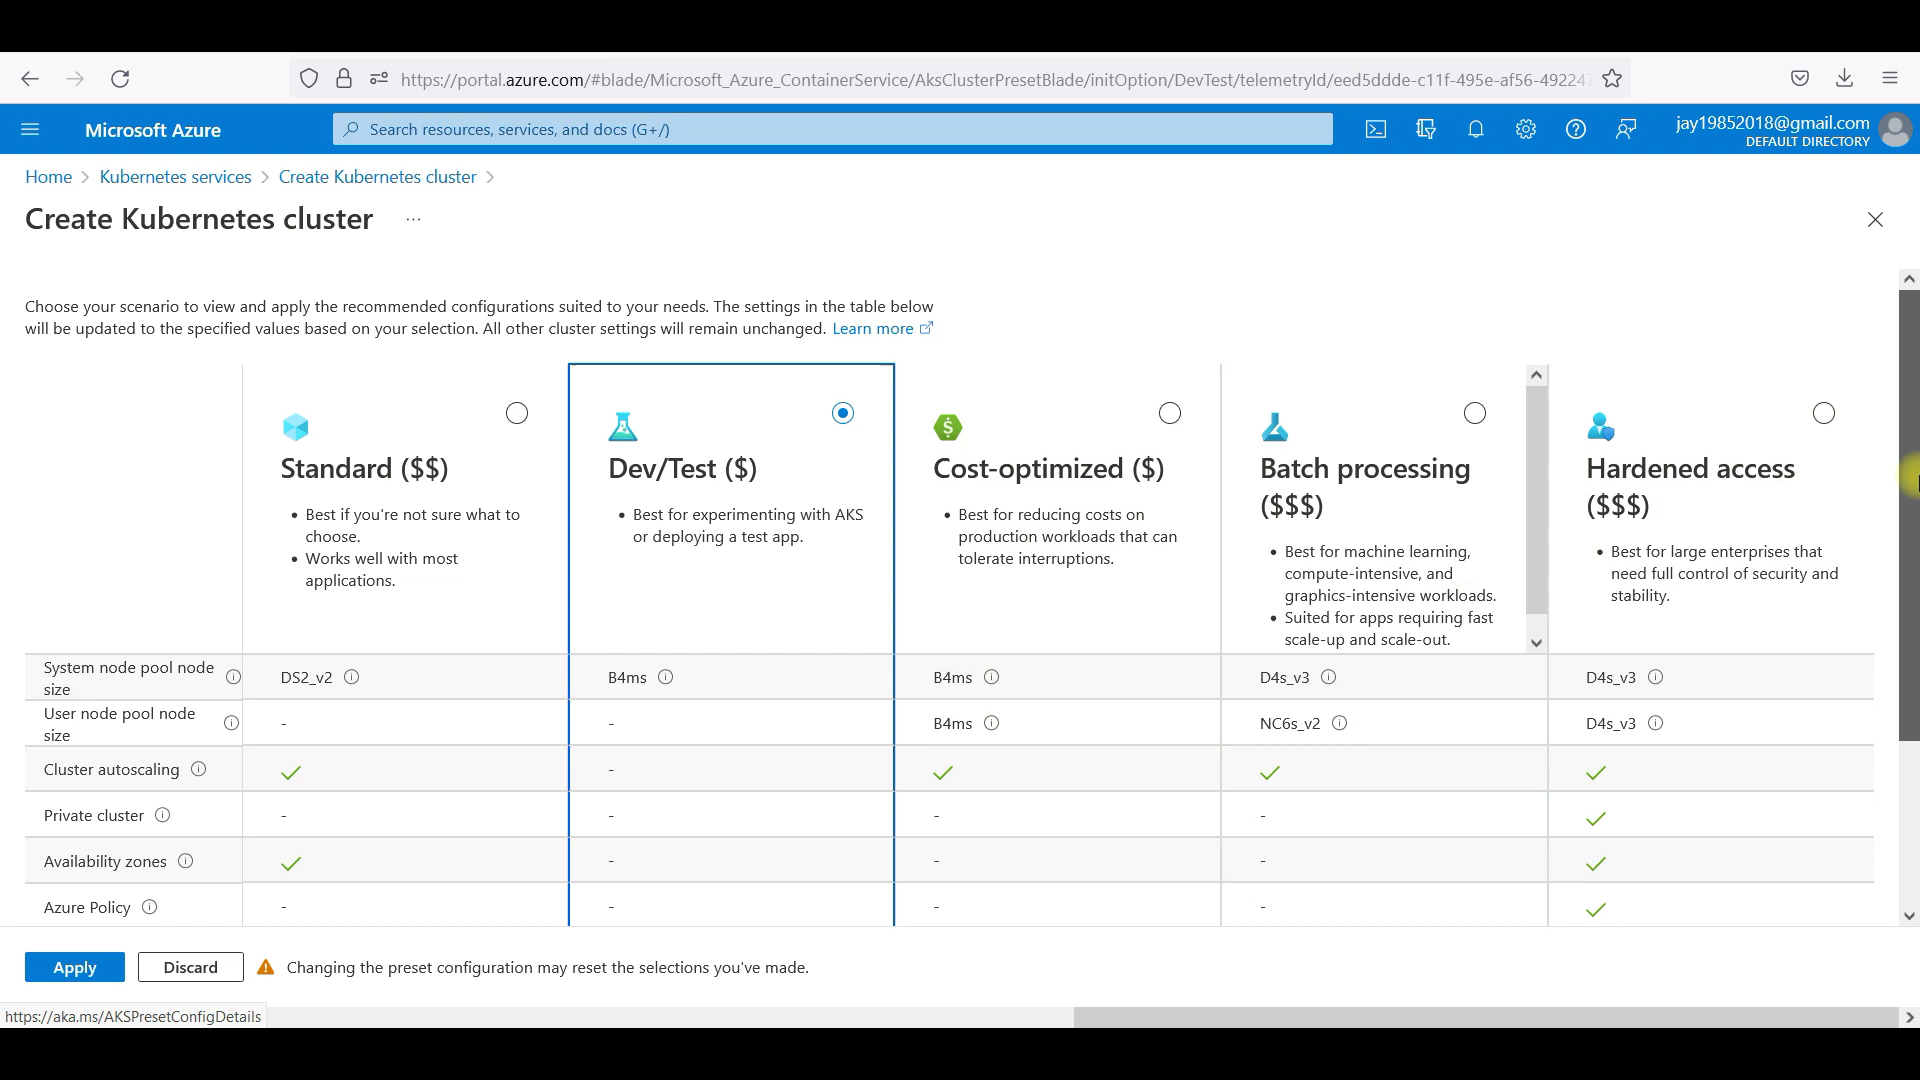 https://portal.azure.com/#blade/Microsoft_Azure_ContainerService/AksClusterPresetBlade/initOption/DevTest/telemetryId/eed5ddde-c11f-495e-af56-492247
Microsoft Azure
Search resources, services, and docs (G+/)
jay19852018@gmail.com
DEFAULT DIRECTORY
Home > Kubernetes services > Create Kubernetes cluster >
Create Kubernetes cluster ...
Choose your scenario to view and apply the recommended configurations suited to your needs. The settings in the table below
will be updated to the specified values based on your selection. All other cluster settings will remain unchanged. Learn more
Standard ($$)
• Best if you're not sure what to
choose.
• Works well with most
applications.
Dev/Test ($)
• Best for experimenting with AKS
or deploying a test app.
$
Cost-optimized ($)
• Best for reducing costs on
production workloads that can
tolerate interruptions.
Batch processing
($$$)
• Best for machine learning,
compute-intensive, and
graphics-intensive workloads.
• Suited for apps requiring fast
scale-up and scale-out.
Hardened access
($$$)
• Best for large enterprises that
need full control of security and
stability.
System node pool node
size
DS2_v2
B4ms
B4ms
D4s_v3
D4s_v3
User node pool node
size
-
-
B4ms
NC6s_v2
D4s_v3
Cluster autoscaling
-
Private cluster
-
-
-
-
Availability zones
-
-
-
Azure Policy
-
-
-
-
Apply
Discard
Changing the preset configuration may reset the selections you've made.
https://aka.ms/AKSPresetConfigDetails